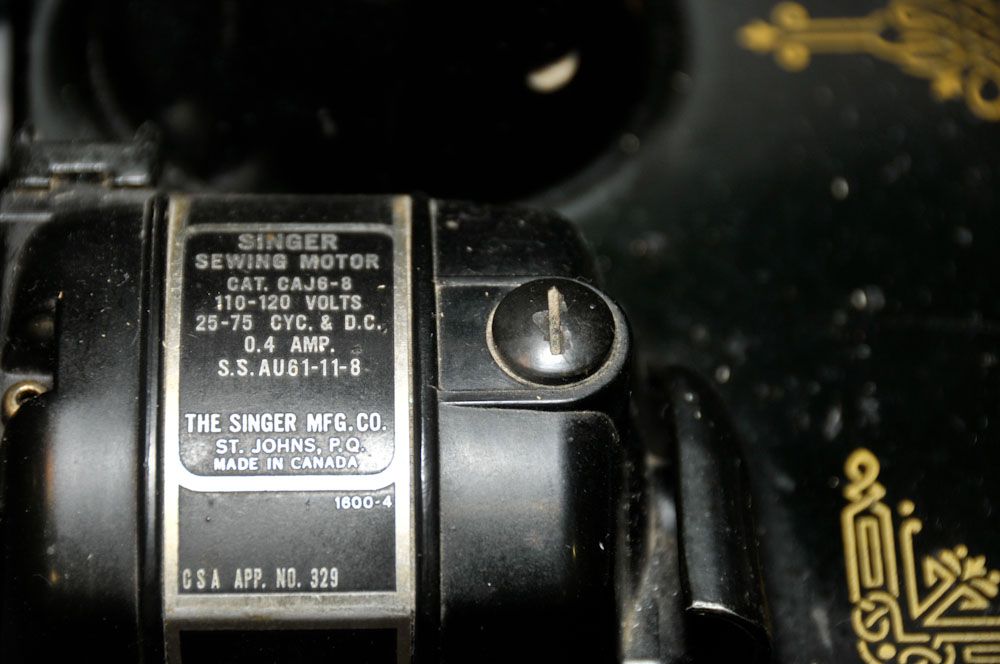 SINGER
SEWING MOTOR
CAT. CAJ6-8
110-120 VOLTS
25-75 CYC. & D.C.
0.4 AMP.
S.S. AU61-11-8
THE SINGER MFG. CO.
ST. JOHNS, P.Q.
MADE IN CANADA
1600-4
CSA APP. NO. 329